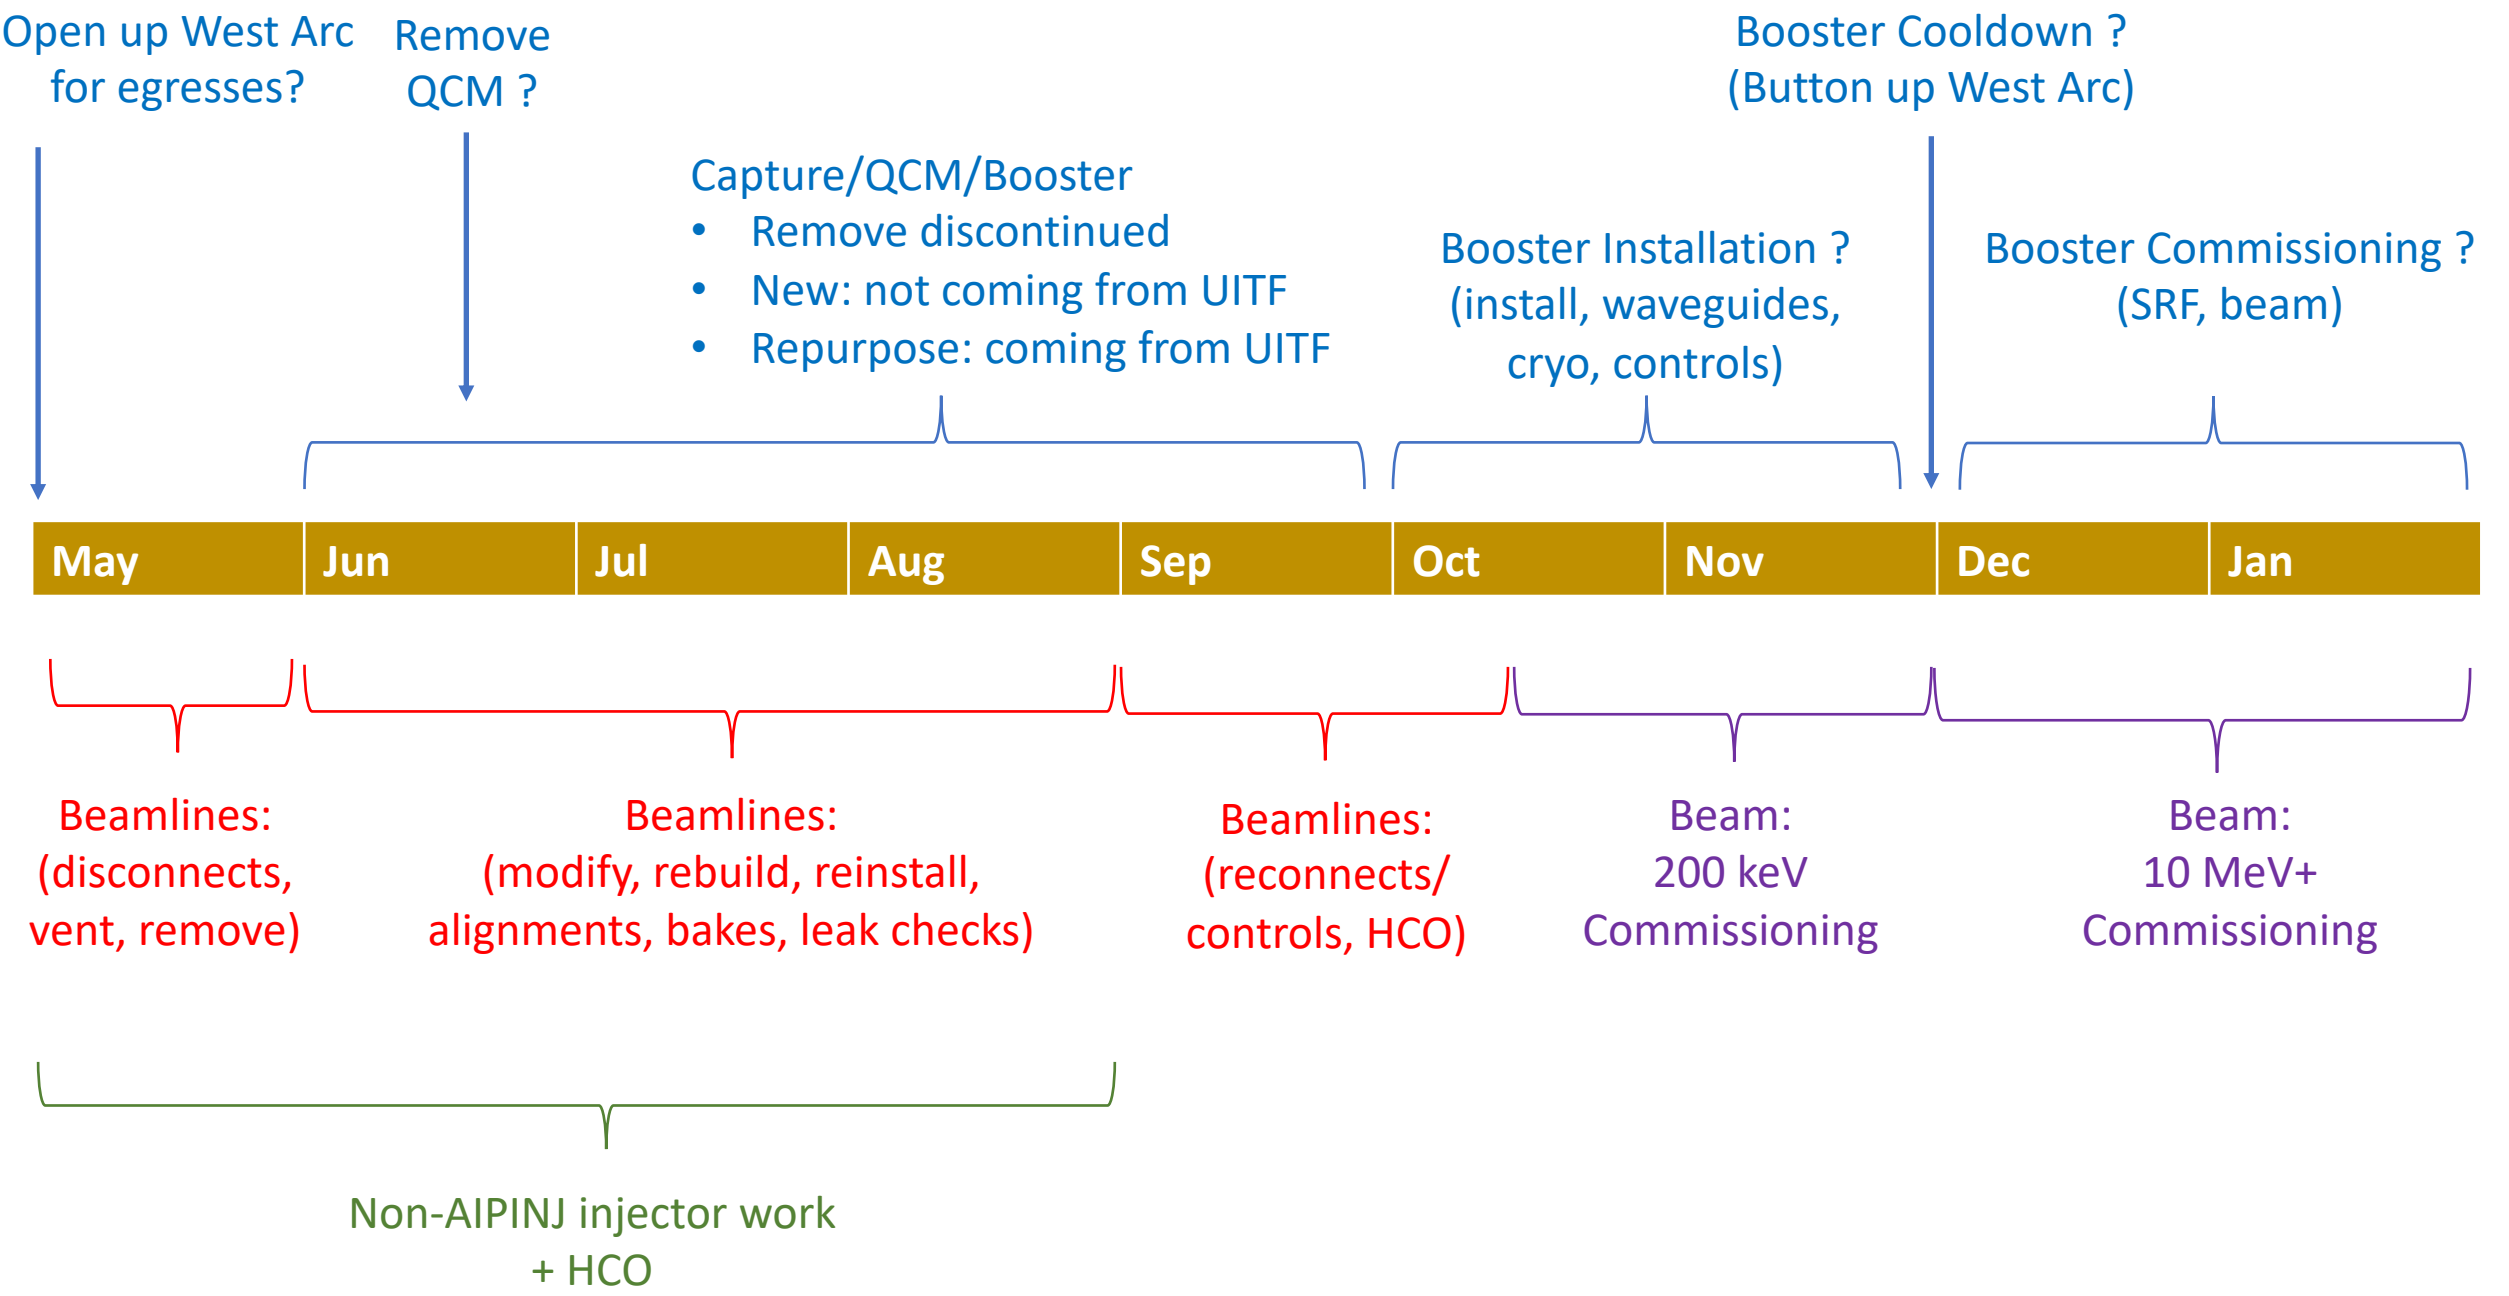 Open up West Arc
for egresses?
Remove
QCM ?
Booster Cooldown ?
(Button up West Arc)
Capture/QCM/Booster
• Remove discontinued
• New: not coming from UITF
• Repurpose: coming from UITF
Booster Installation ?
(install, waveguides,
cryo, controls)
Booster Commissioning ?
(SRF, beam)
May
Jun
Jul
Aug
Sep
Oct
Nov
Dec
Jan
Beamlines:
(disconnects,
vent, remove)
Beamlines:
(modify, rebuild, reinstall,
alignments, bakes, leak checks)
Beamlines:
(reconnects/
controls, HCO)
Beam:
200 keV
Commissioning
Beam:
10 MeV+
Commissioning
Non-AIPINJ injector work
+ HCO